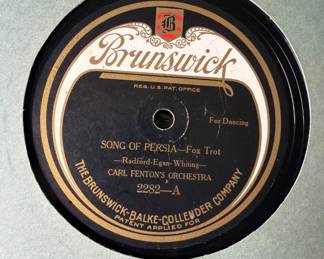 B
Brunswick
REG. U.S. PAT. OFFICE
For Dancing
SONG OF PERSIA—Fox Trot
—Radford-Egan-Whiting—
CARL FENTON'S ORCHESTRA
2282—A
THE BRUNSWICK-BALKE-COLLENDER COMPANY
PATENT APPLIED FOR